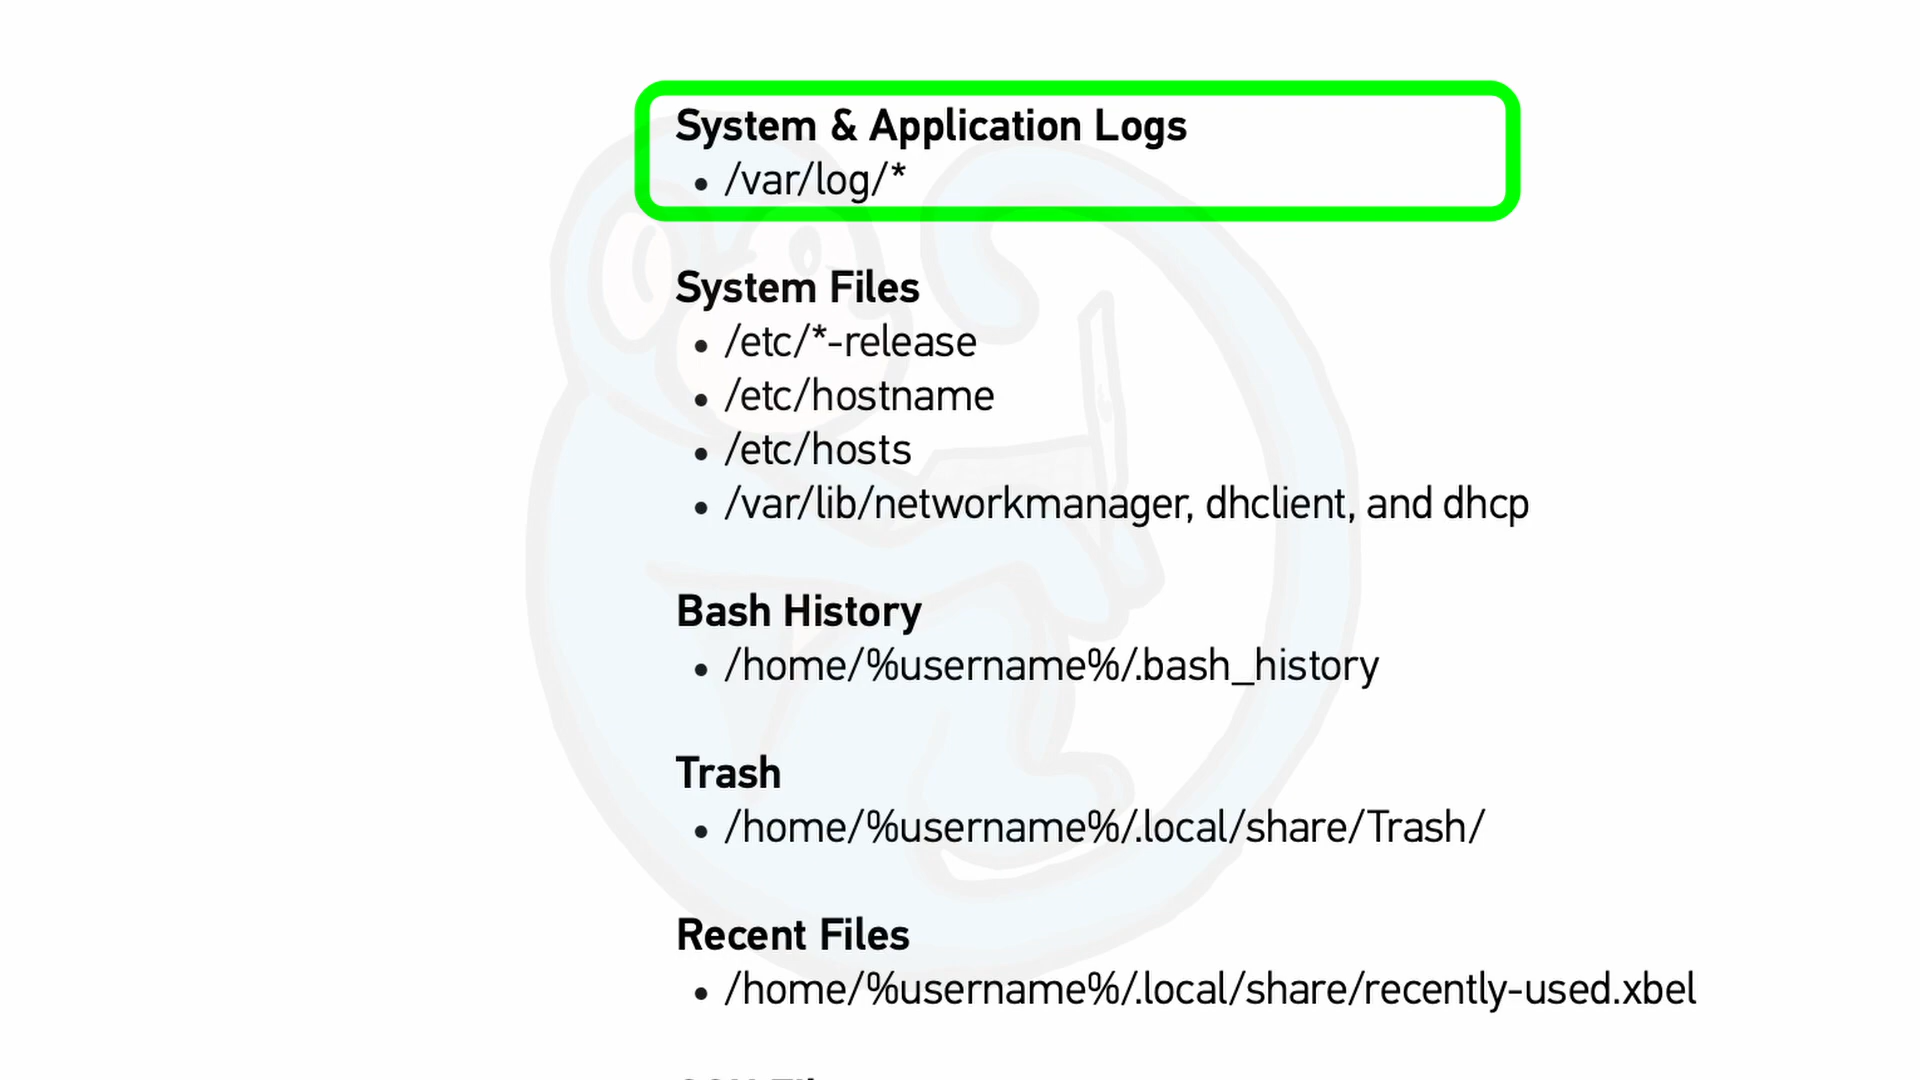 System & Application Logs
• /var/log/*
System Files
• /etc/*-release
• /etc/hostname
• /etc/hosts
• /var/lib/networkmanager, dhclient, and dhcp
Bash History
• /home/%username%/.bash_history
Trash
• /home/%username%/.local/share/Trash/
Recent Files
• /home/%username%/.local/share/recently-used.xbel